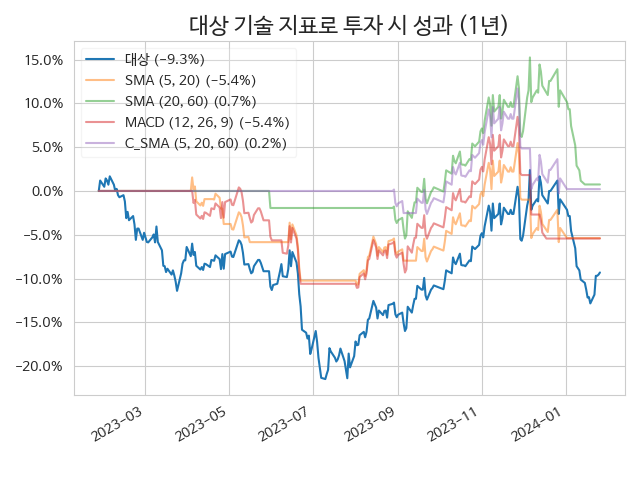 대상 기술 지표로 투자 시 성과 (1년)
대상 (−9.3%)
SMA (5, 20) (−5.4%)
SMA (20, 60) (0.7%)
MACD (12, 26, 9) (−5.4%)
C_SMA (5, 20, 60) (0.2%)
15.0%
10.0%
5.0%
0.0%
−5.0%
−10.0%
−15.0%
−20.0%
2023−03
2023−05
2023−07
2023−09
2023−11
2024−01